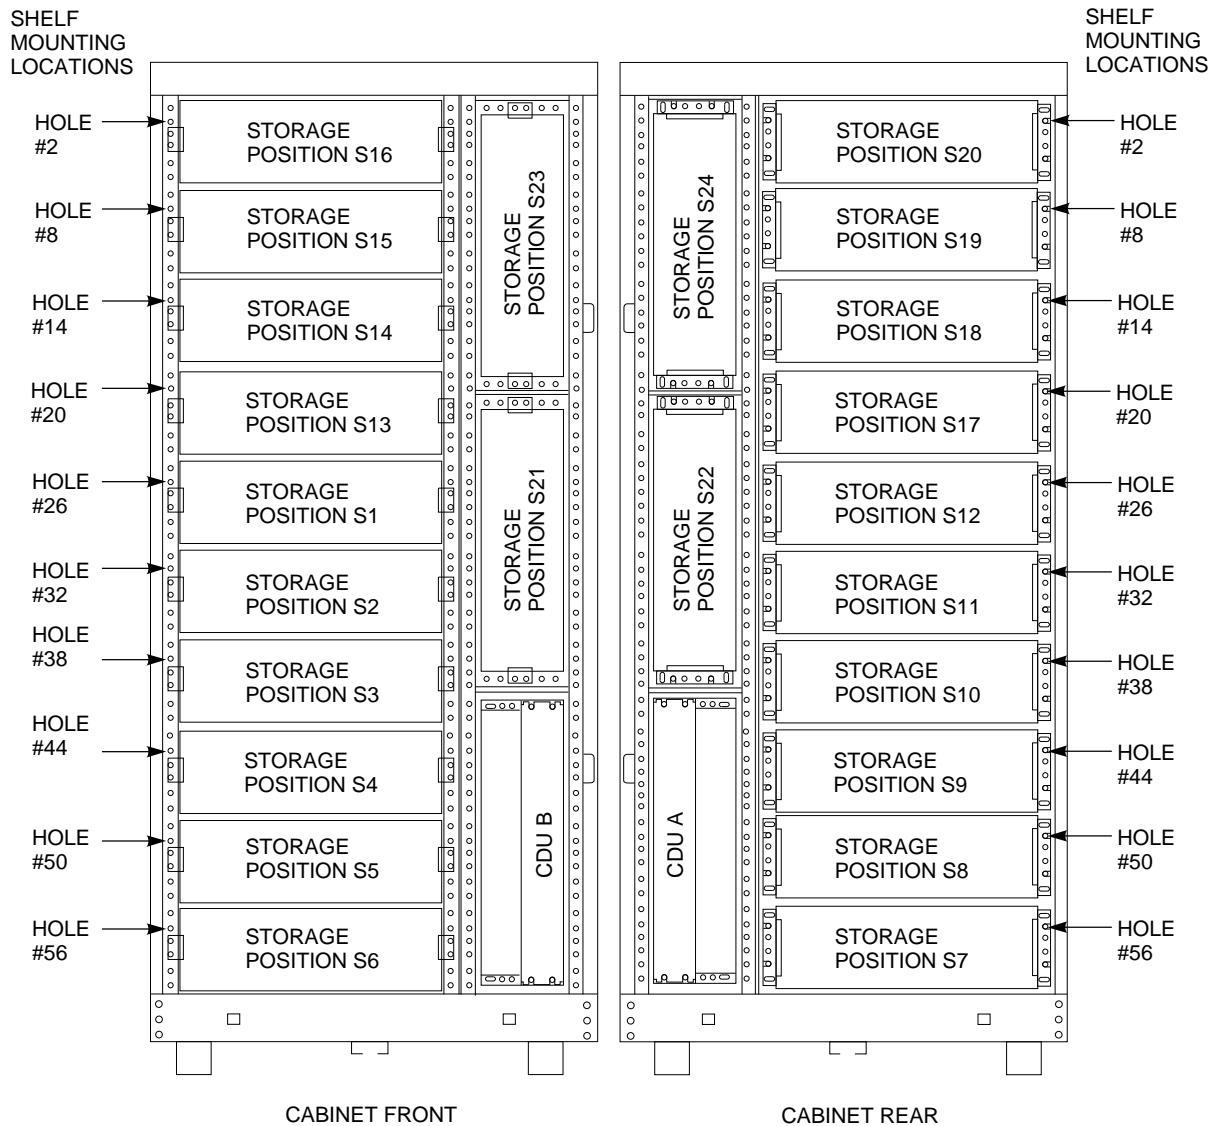 SHELF
MOUNTING
LOCATIONS
SHELF
MOUNTING
LOCATIONS
HOLE
#2
STORAGE
POSITION S16
STORAGE
POSITION S23
STORAGE
POSITION S24
STORAGE
POSITION S20
HOLE
#2
HOLE
#8
STORAGE
POSITION S15
STORAGE
POSITION S19
HOLE
#8
HOLE
#14
STORAGE
POSITION S14
STORAGE
POSITION S18
HOLE
#14
HOLE
#20
STORAGE
POSITION S13
STORAGE
POSITION S17
HOLE
#20
HOLE
#26
STORAGE
POSITION S1
STORAGE
POSITION S21
STORAGE
POSITION S22
STORAGE
POSITION S12
HOLE
#26
HOLE
#32
STORAGE
POSITION S2
STORAGE
POSITION S11
HOLE
#32
HOLE
#38
STORAGE
POSITION S3
STORAGE
POSITION S10
HOLE
#38
HOLE
#44
STORAGE
POSITION S4
STORAGE
POSITION S9
HOLE
#44
HOLE
#50
STORAGE
POSITION S5
CDU B
CDU A
STORAGE
POSITION S8
HOLE
#50
HOLE
#56
STORAGE
POSITION S6
STORAGE
POSITION S7
HOLE
#56
CABINET FRONT
CABINET REAR